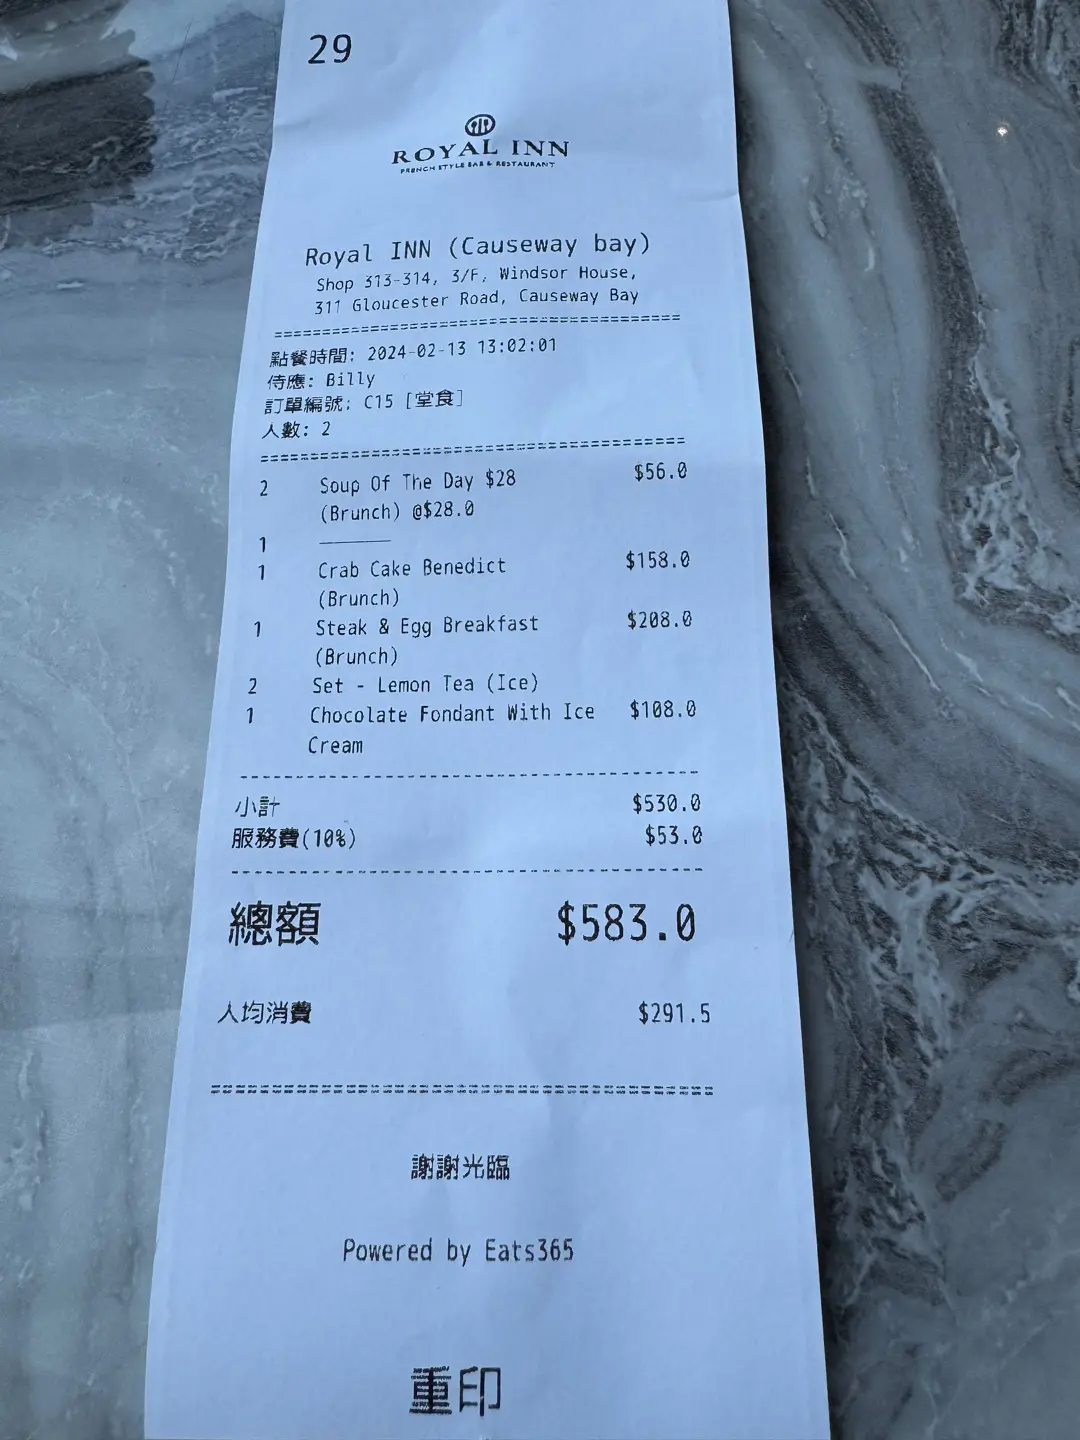 29
ROYAL INN
FRENCH STYLE BAR & RESTAURANT
Royal INN (Causeway bay)
Shop 313-314, 3/F, Windsor House,
311 Gloucester Road, Causeway Bay
點餐時間: 2024-02-13 13:02:01
侍應: Billy
訂單編號: C15 [堂食]
人數: 2
2 Soup Of The Day $28 $56.0
(Brunch) @$28.0
1
1 Crab Cake Benedict $158.0
(Brunch)
1 Steak & Egg Breakfast $208.0
(Brunch)
2 Set - Lemon Tea (Ice)
1 Chocolate Fondant With Ice $108.0
Cream
小計 $530.0
服務費(10%) $53.0
總額 $583.0
人均消費 $291.5
謝謝光臨
Powered by Eats365
重印